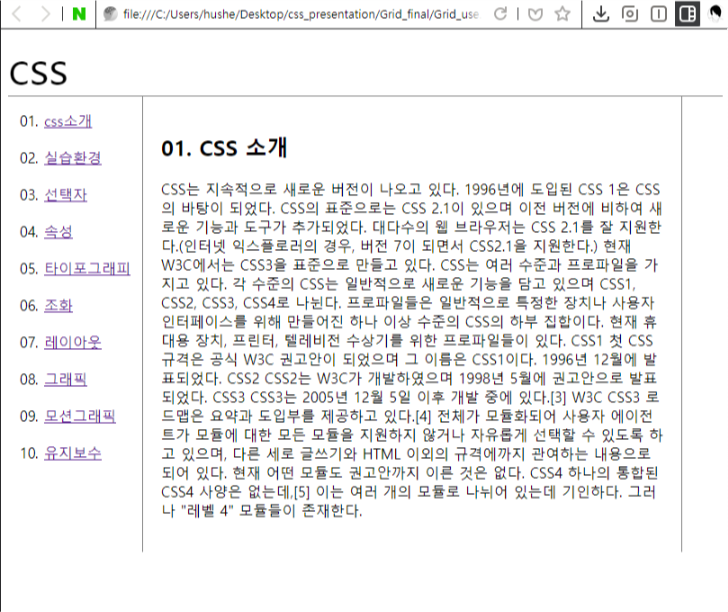 file:///C:/Users/hushe/Desktop/css_presentation/Grid_final/Grid_use
CSS
01. css소개
02. 실습환경
03. 선택자
04. 속성
05. 타이포그래피
06. 조화
07. 레이아웃
08. 그래픽
09. 모션그래픽
10. 유지보수
01. CSS 소개
CSS는 지속적으로 새로운 버전이 나오고 있다. 1996년에 도입된 CSS 1은 CSS
의 바탕이 되었다. CSS의 표준으로는 CSS 2.1이 있으며 이전 버전에 비하여 새
로운 기능과 도구가 추가되었다. 대다수의 웹 브라우저는 CSS 2.1를 잘 지원한
다.(인터넷 익스플로러의 경우, 버전 7이 되면서 CSS2.1을 지원한다.) 현재
W3C에서는 CSS3을 표준으로 만들고 있다. CSS는 여러 수준과 프로파일을 가
지고 있다. 각 수준의 CSS는 일반적으로 새로운 기능을 담고 있으며 CSS1,
CSS2, CSS3, CSS4로 나뉜다. 프로파일들은 일반적으로 특정한 장치나 사용자
인터페이스를 위해 만들어진 하나 이상 수준의 CSS의 하부 집합이다. 현재 휴
대용 장치, 프린터, 텔레비전 수상기를 위한 프로파일들이 있다. CSS1 첫 CSS
규격은 공식 W3C 권고안이 되었으며 그 이름은 CSS1이다. 1996년 12월에 발
표되었다. CSS2 CSS2는 W3C가 개발하였으며 1998년 5월에 권고안으로 발표
되었다. CSS3 CSS3는 2005년 12월 5일 이후 개발 중에 있다.[3] W3C CSS3 로
드맵은 요약과 도입부를 제공하고 있다.[4] 전체가 모듈화되어 사용자 에이전
트가 모듈에 대한 모든 모듈을 지원하지 않거나 자유롭게 선택할 수 있도록 하
고 있으며, 다른 세로 글쓰기와 HTML 이외의 규격에까지 관여하는 내용으로
되어 있다. 현재 어떤 모듈도 권고안까지 이른 것은 없다. CSS4 하나의 통합된
CSS4 사양은 없는데,[5] 이는 여러 개의 모듈로 나뉘어 있는데 기인하다. 그러
나 "레벨 4" 모듈들이 존재한다.